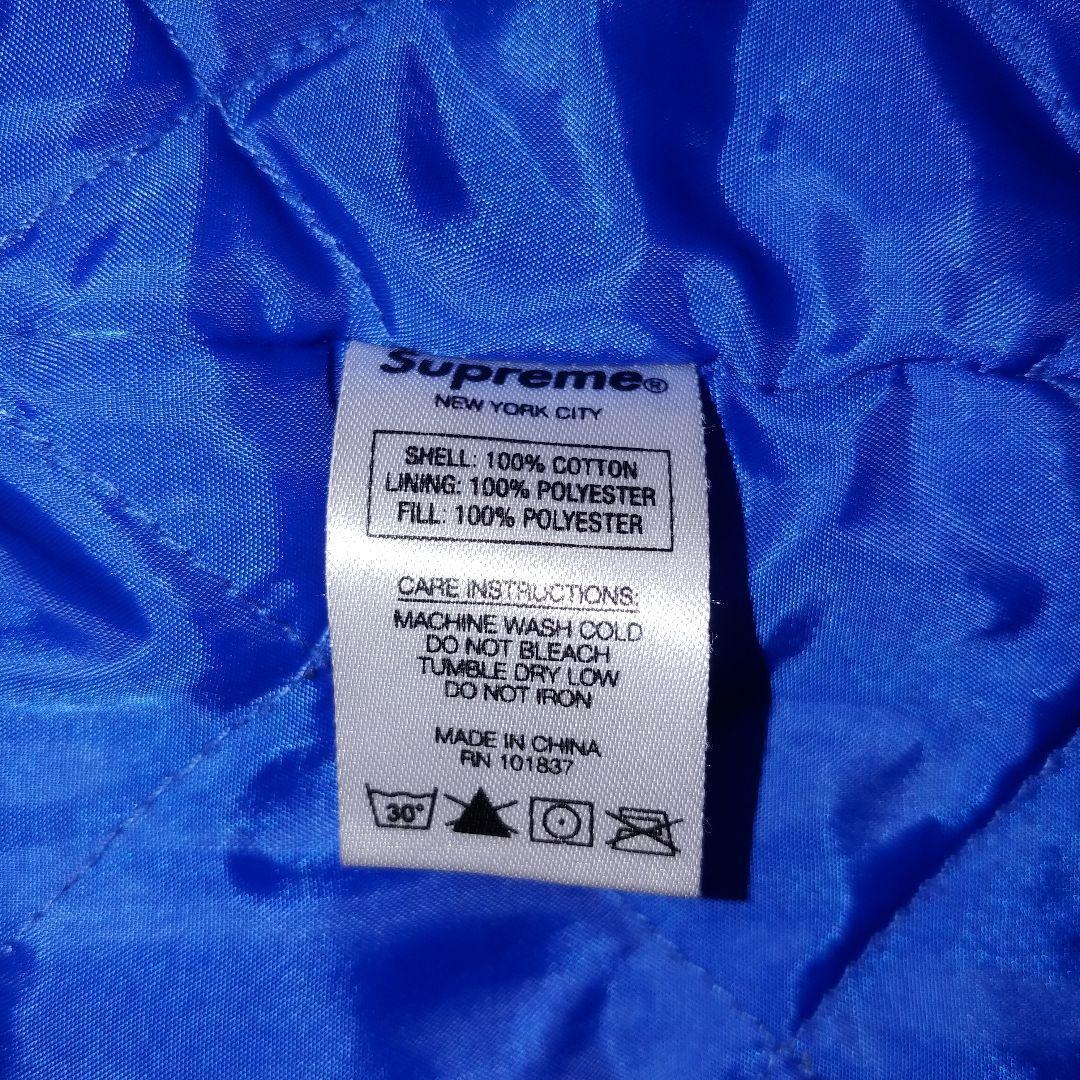 Supreme®
NEW YORK CITY
SHELL: 100% COTTON
LINING: 100% POLYESTER
FILL: 100% POLYESTER
CARE INSTRUCTIONS:
MACHINE WASH COLD
DO NOT BLEACH
TUMBLE DRY LOW
DO NOT IRON
MADE IN CHINA
RN 101837
30°